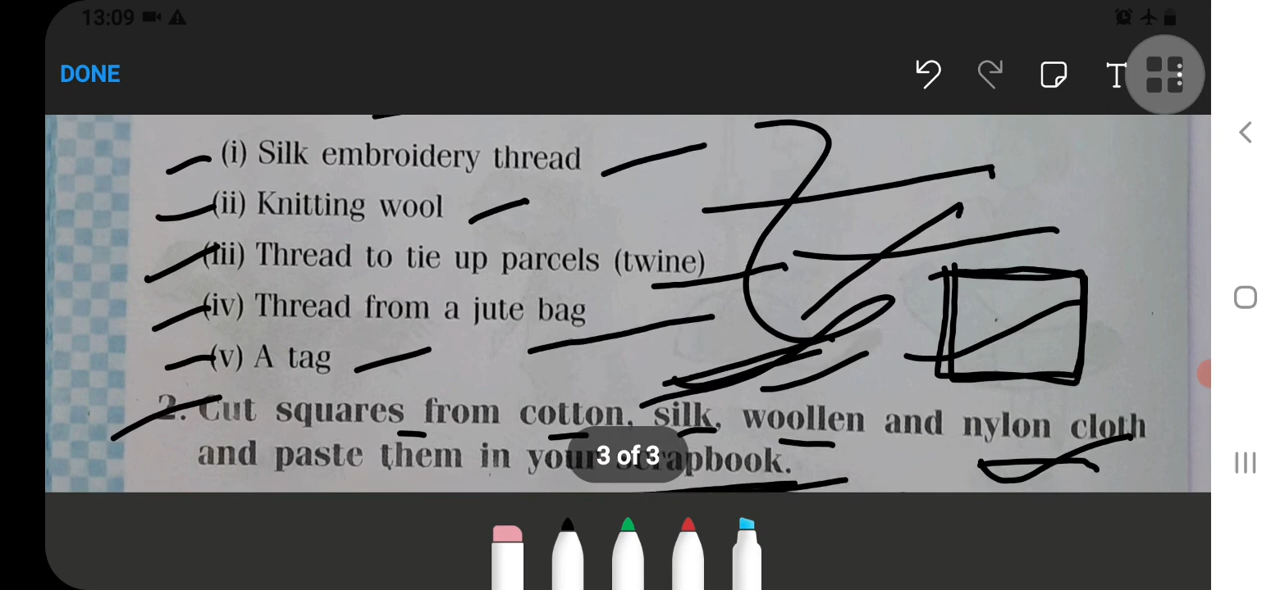 13:09
DONE
T
(i) Silk embroidery thread
(ii) Knitting wool
(iii) Thread to tie up parcels (twine)
(iv) Thread from a jute bag
(v) A tag
2. Cut squares from cotton, silk, woollen and nylon cloth
and paste them in your scrapbook.
3 of 3